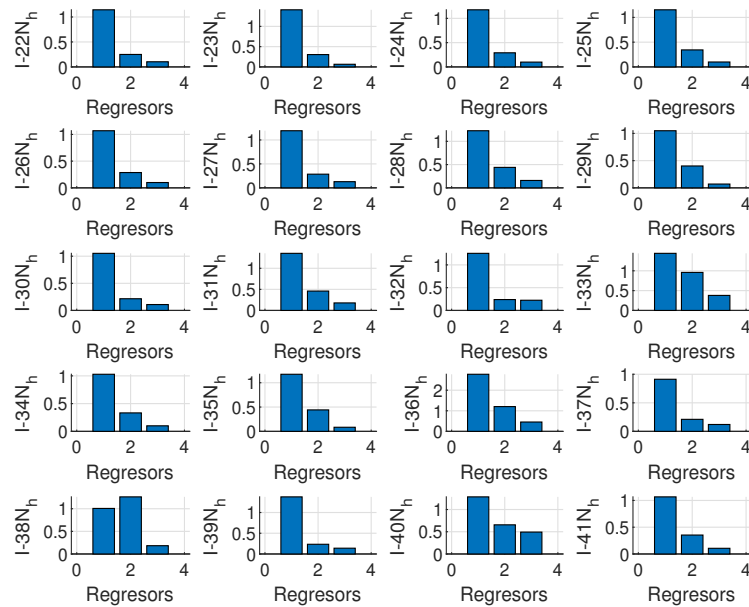 I-22N_h 1 0.5 0 0 2 4 Regresors
I-23N_h 1 0.5 0 0 2 4 Regresors
I-24N_h 1 0.5 0 0 2 4 Regresors
I-25N_h 1 0.5 0 0 2 4 Regresors
I-26N_h 1 0.5 0 0 2 4 Regresors
I-27N_h 1 0.5 0 0 2 4 Regresors
I-28N_h 1 0.5 0 0 2 4 Regresors
I-29N_h 1 0.5 0 0 2 4 Regresors
I-30N_h 1 0.5 0 0 2 4 Regresors
I-31N_h 1 0.5 0 0 2 4 Regresors
I-32N_h 1 0.5 0 0 2 4 Regresors
I-33N_h 1 0.5 0 0 2 4 Regresors
I-34N_h 1 0.5 0 0 2 4 Regresors
I-35N_h 1 0.5 0 0 2 4 Regresors
I-36N_h 2 1 0 0 2 4 Regresors
I-37N_h 1 0.5 0 0 2 4 Regresors
I-38N_h 1 0.5 0 0 2 4 Regresors
I-39N_h 1 0.5 0 0 2 4 Regresors
I-40N_h 1 0.5 0 0 2 4 Regresors
I-41N_h 1 0.5 0 0 2 4 Regresors